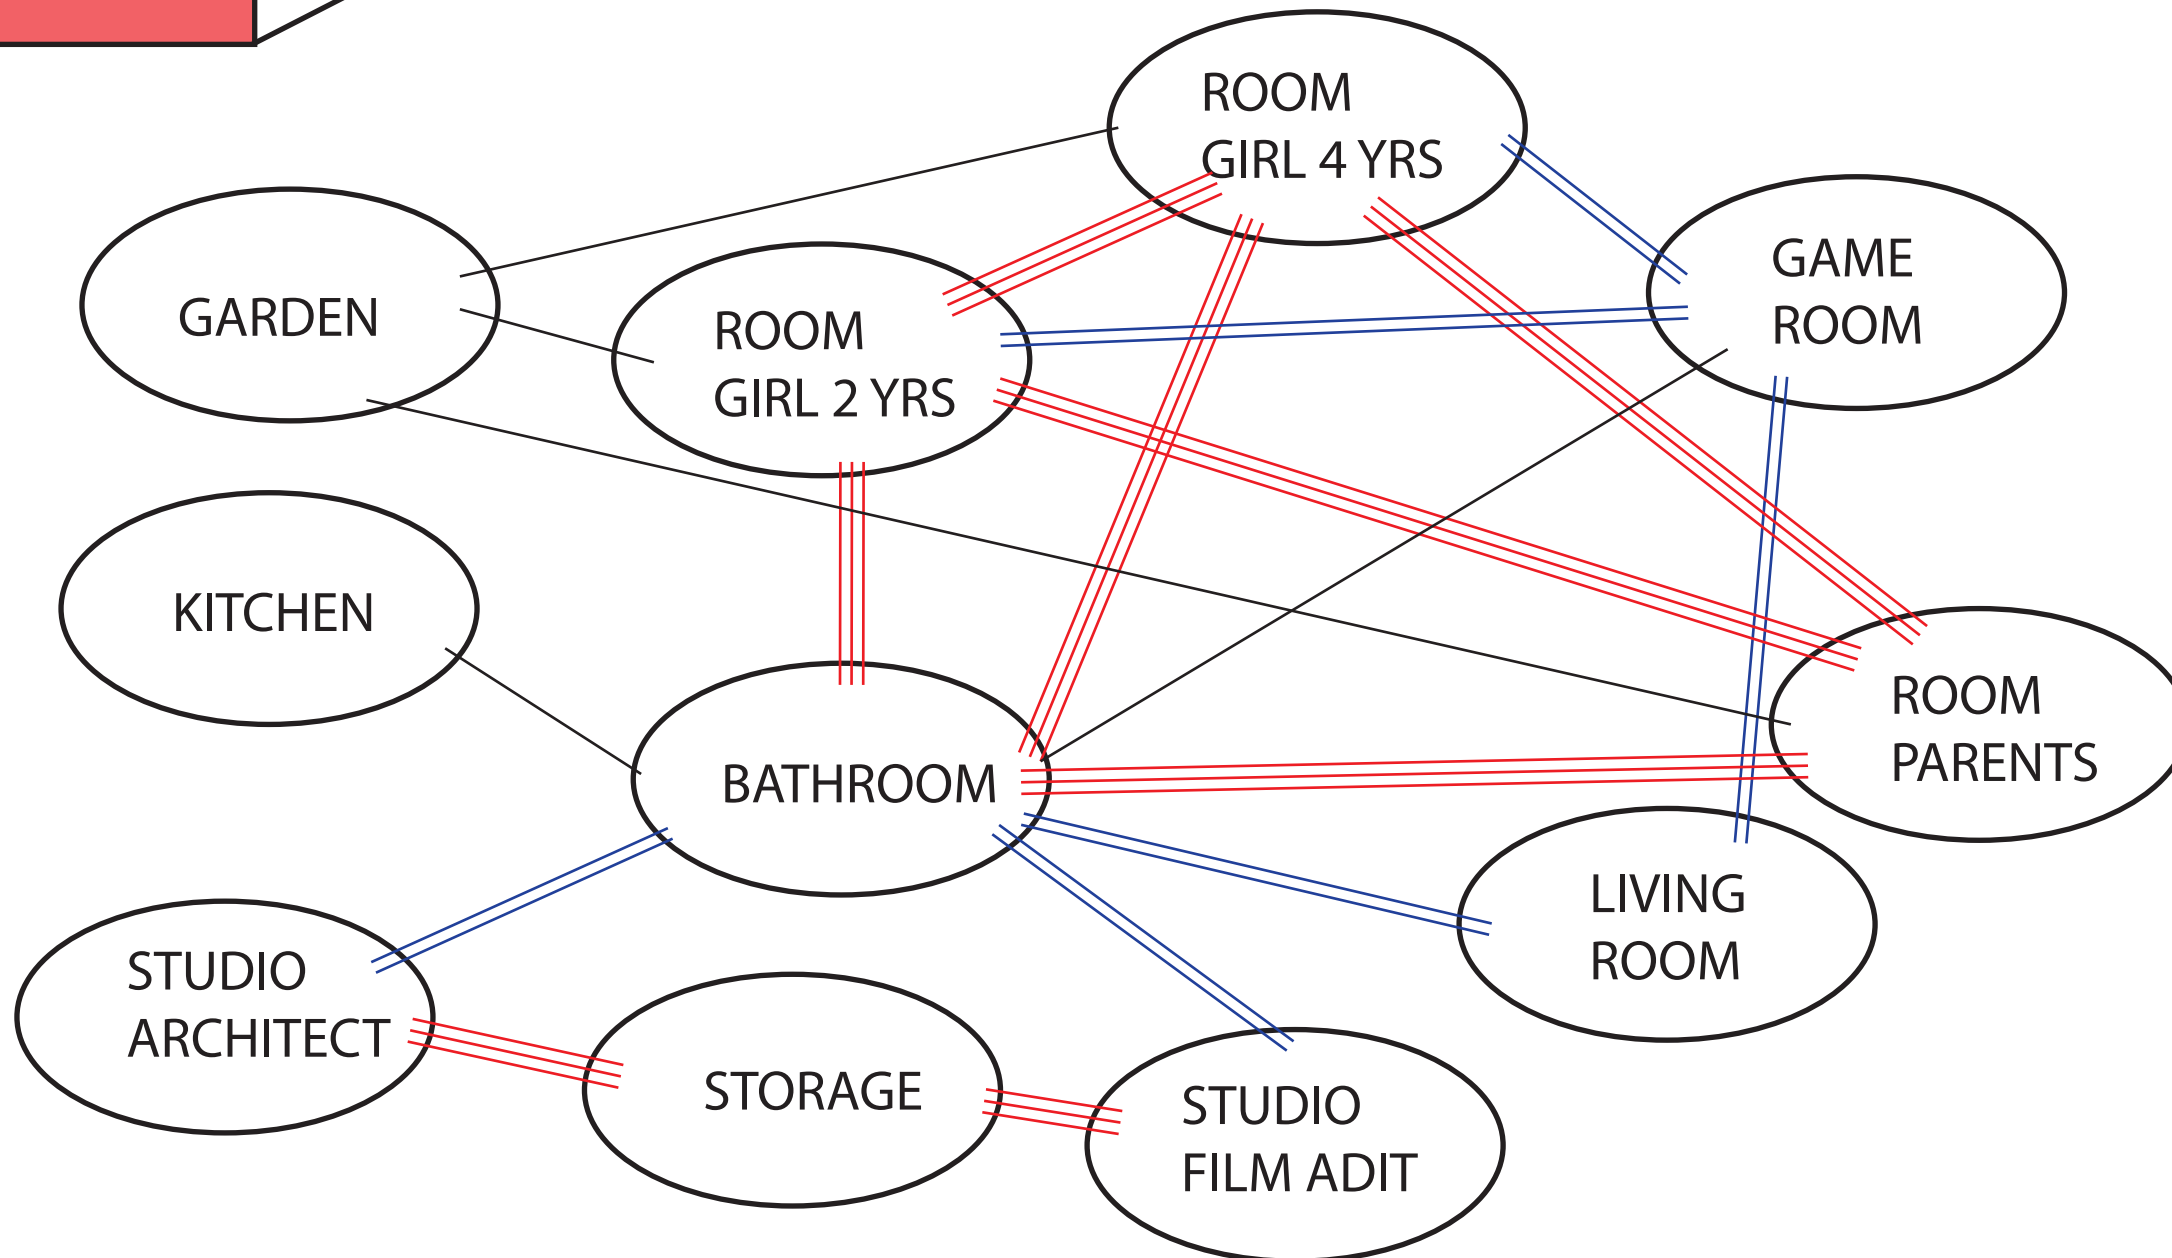 ROOM
GIRL 4 YRS
GAME
ROOM
GARDEN
ROOM
GIRL 2 YRS
KITCHEN
ROOM
PARENTS
BATHROOM
LIVING
ROOM
STUDIO
ARCHITECT
STORAGE
STUDIO
FILM ADIT